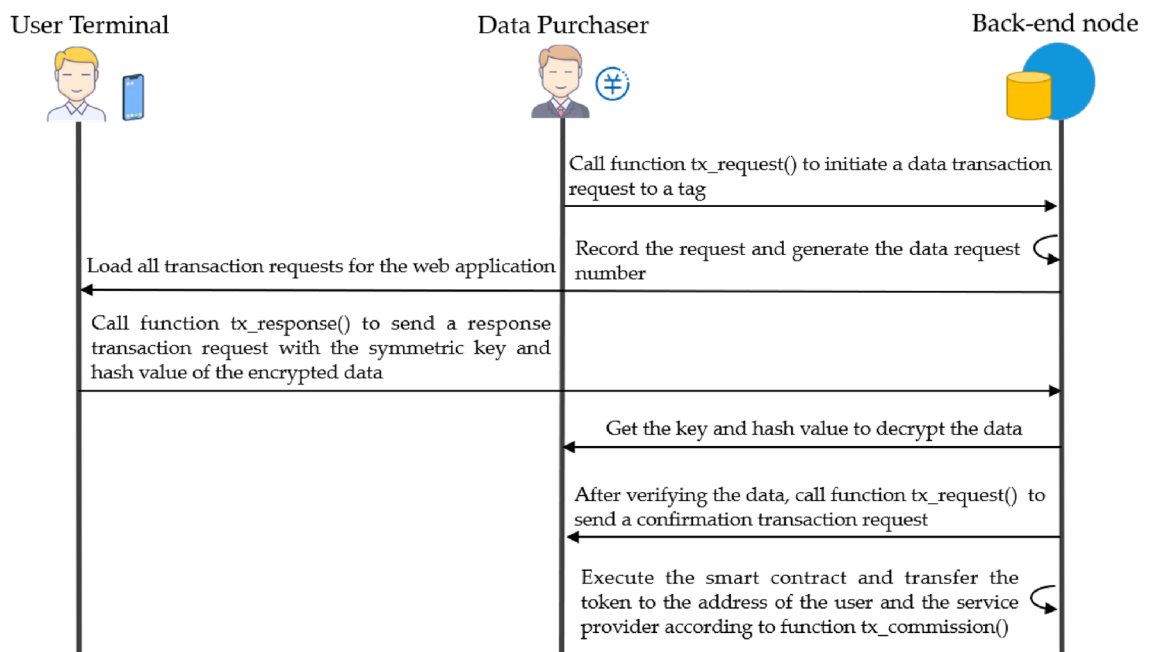 User Terminal
Data Purchaser
Back-end node
Call function tx_request() to initiate a data transaction
request to a tag
Record the request and generate the data request
number
Load all transaction requests for the web application
Call function tx_response() to send a response
transaction request with the symmetric key and
hash value of the encrypted data
Get the key and hash value to decrypt the data
After verifying the data, call function tx_request() to
send a confirmation transaction request
Execute the smart contract and transfer the
token to the address of the user and the service
provider according to function tx_commission()